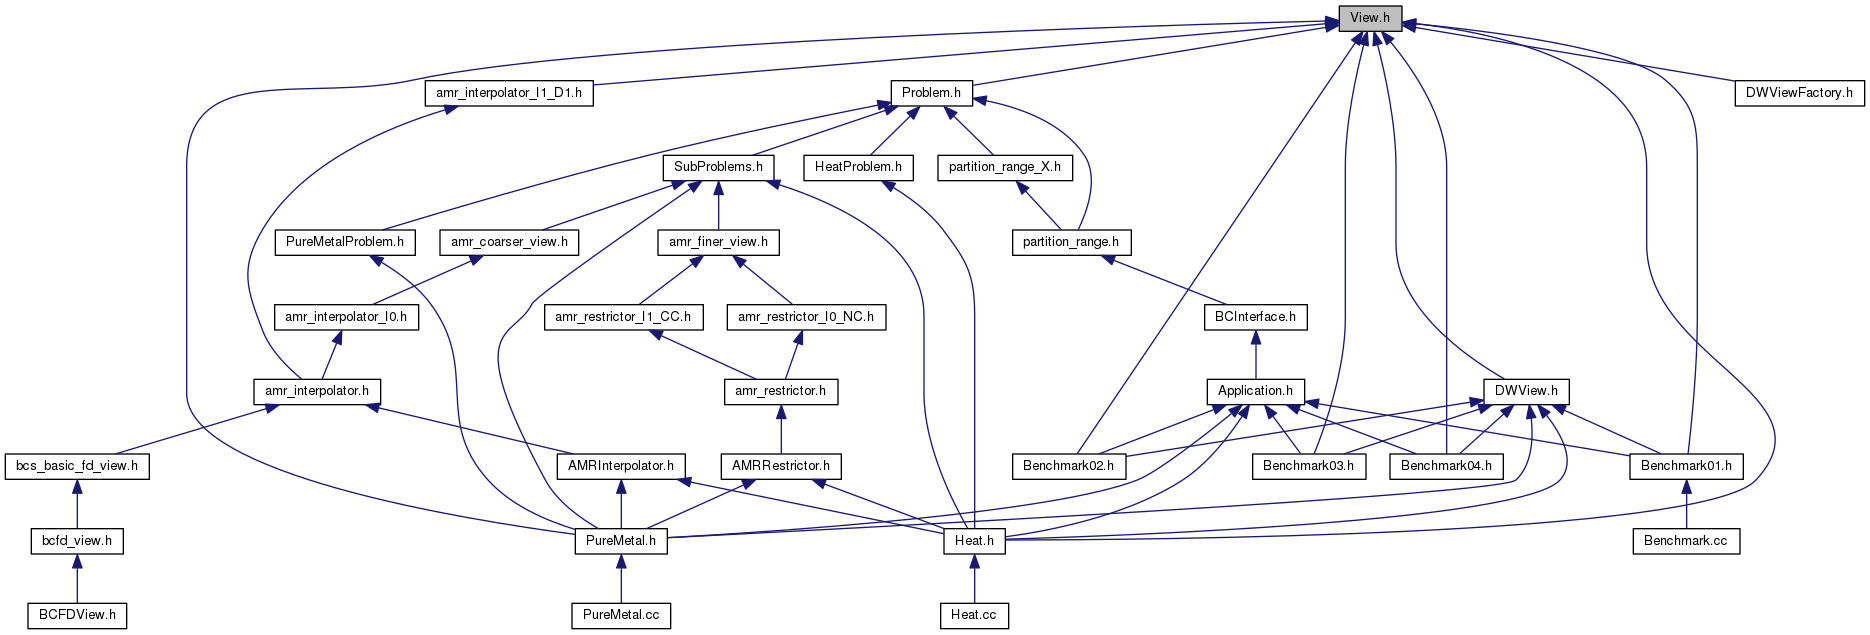 View.h
amr_interpolator_I1_D1.h
Problem.h
DWViewFactory.h
SubProblems.h
HeatProblem.h
partition_range_X.h
PureMetalProblem.h
amr_coarser_view.h
amr_finer_view.h
partition_range.h
amr_interpolator_I0.h
amr_restrictor_I1_CC.h
amr_restrictor_I0_NC.h
BCInterface.h
amr_interpolator.h
amr_restrictor.h
Application.h
DWView.h
bcs_basic_fd_view.h
AMRInterpolator.h
AMRRestrictor.h
Benchmark02.h
Benchmark03.h
Benchmark04.h
Benchmark01.h
bcfd_view.h
PureMetal.h
Heat.h
Benchmark.cc
BCFDView.h
PureMetal.cc
Heat.cc